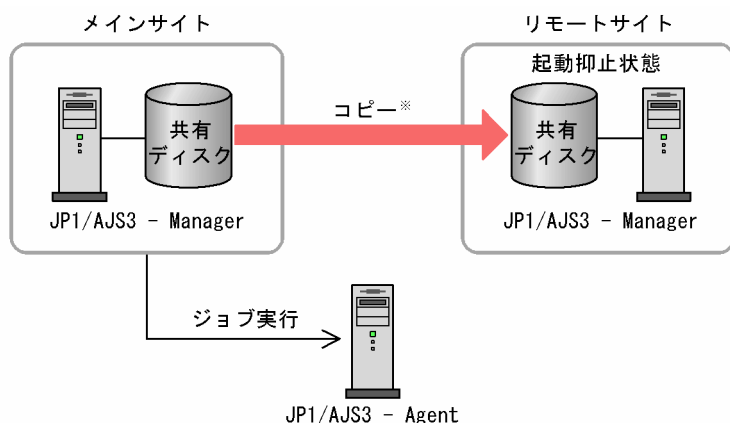 メインサイト
リモートサイト
起動抑止状態
コピー※
共有
ディスク
共有
ディスク
JP1/AJS3 - Manager
JP1/AJS3 - Manager
ジョブ実行
JP1/AJS3 - Agent